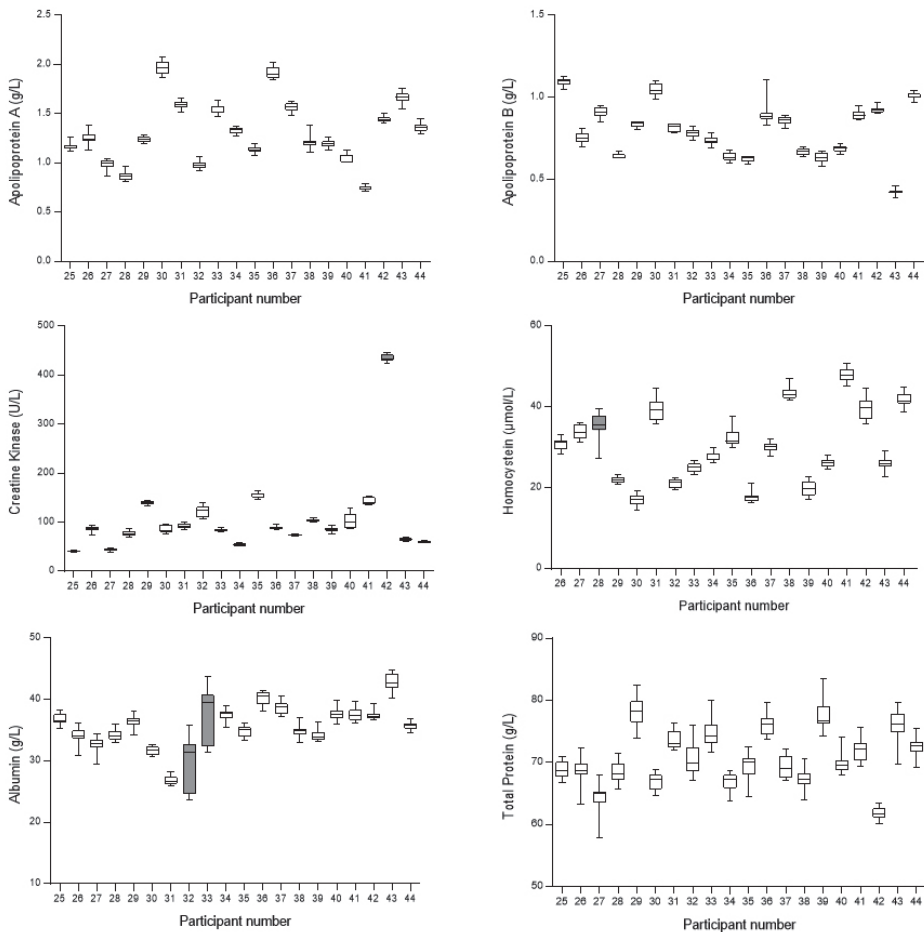 Apolipoprotein A (g/L)
2.5
2.0
1.5
1.0
0.5
0.0
25 26 27 28 29 30 31 32 33 34 35 36 37 38 39 40 41 42 43 44
Participant number
Apolipoprotein B (g/L)
1.5
1.0
0.5
0.0
25 26 27 28 29 30 31 32 33 34 35 36 37 38 39 40 41 42 43 44
Participant number
Creatine Kinase (U/L)
500
400
300
200
100
0
25 26 27 28 29 30 31 32 33 34 35 36 37 38 39 40 41 42 43 44
Participant number
Homocystein (µmol/L)
60
40
20
0
26 27 28 29 30 31 32 33 34 35 36 37 38 39 40 41 42 43 44
Participant number
Albumin (g/L)
50
40
30
20
10
25 26 27 28 29 30 31 32 33 34 35 36 37 38 39 40 41 42 43 44
Participant number
Total Protein (g/L)
90
80
70
60
50
25 26 27 28 29 30 31 32 33 34 35 36 37 38 39 40 41 42 43 44
Participant number